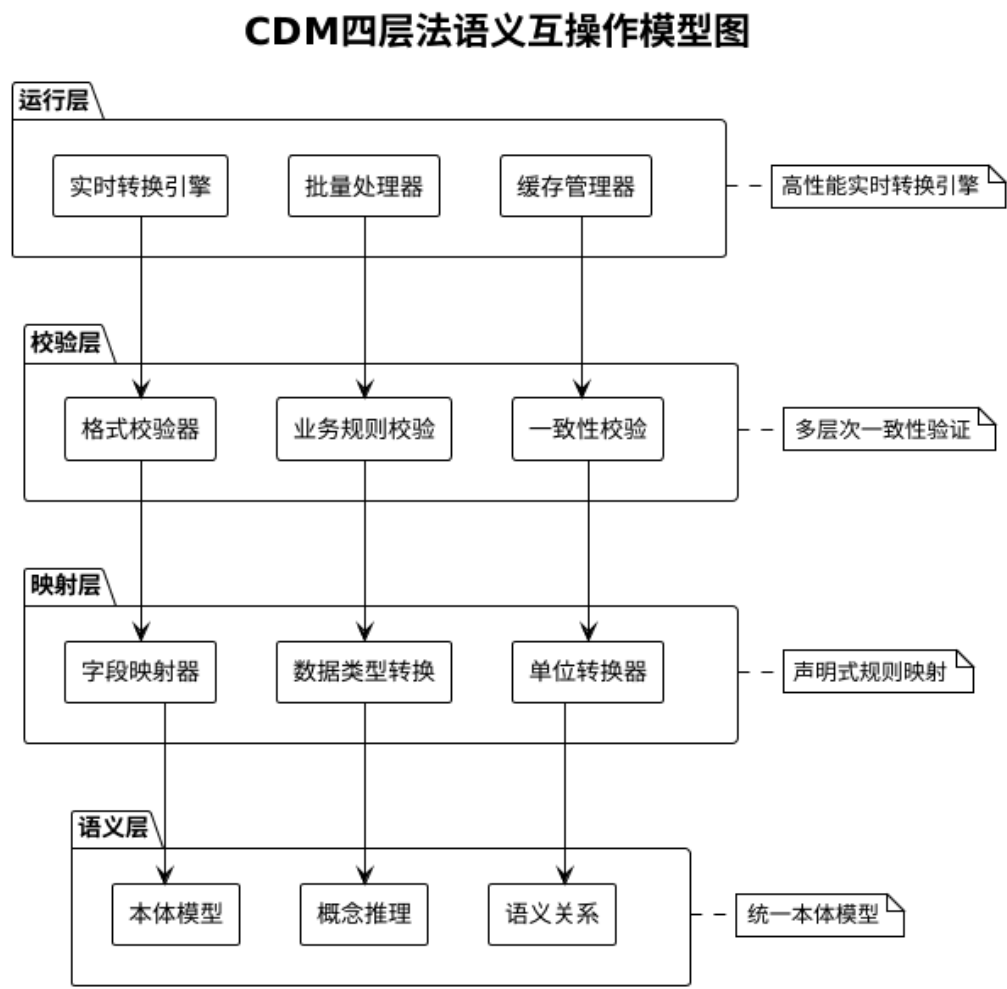 CDM四层法语义互操作模型图
运行层
实时转换引擎
批量处理器
缓存管理器
高性能实时转换引擎
校验层
格式校验器
业务规则校验
一致性校验
多层次一致性验证
映射层
字段映射器
数据类型转换
单位转换器
声明式规则映射
语义层
本体模型
概念推理
语义关系
统一本体模型